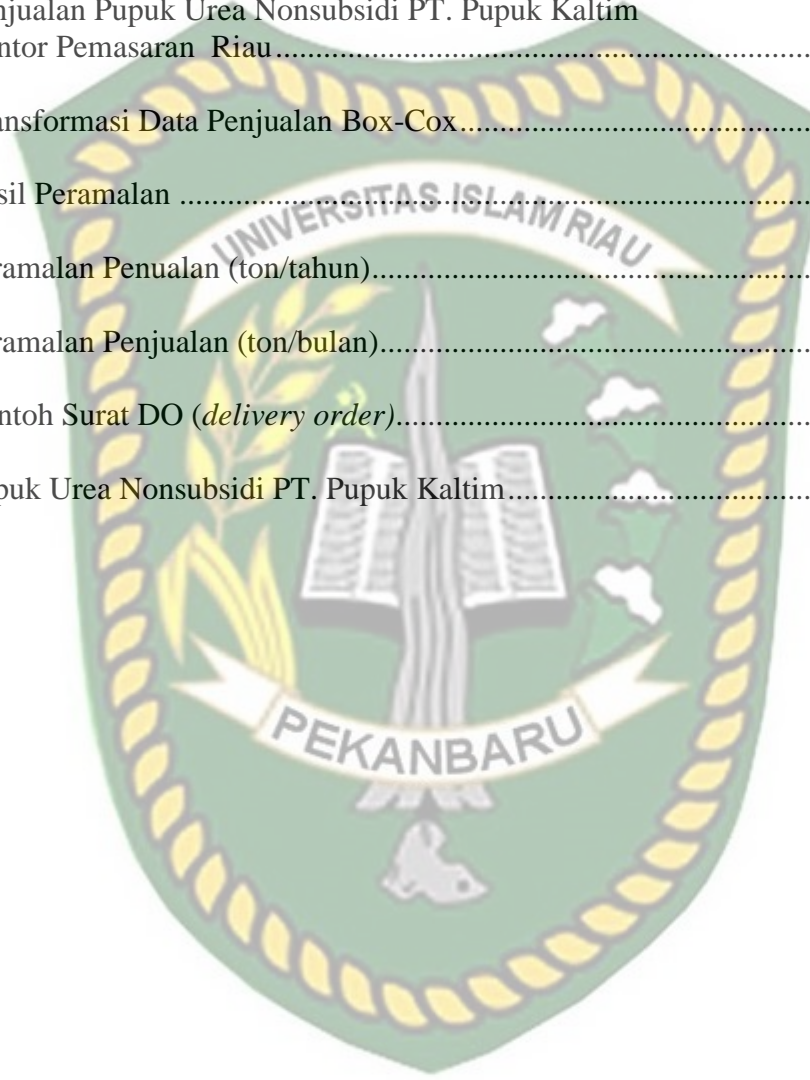 njualan Pupuk Urea Nonsubsidi PT. Pupuk Kaltim
ntor Pemasaran Riau
ansformasi Data Penjualan Box-Cox
sil Peramalan
UNIVERSITAS ISLAM RIAU
ramalan Penualan (ton/tahun)
ramalan Penjualan (ton/bulan)
ntoh Surat DO (delivery order)
puk Urea Nonsubsidi PT. Pupuk Kaltim
PEKANBARU